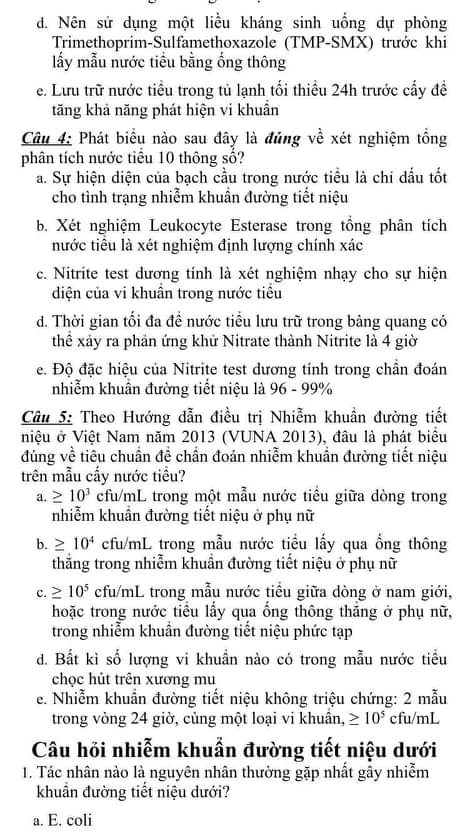 d. Nên sử dụng một liều kháng sinh uống dự phòng
Trimethoprim-Sulfamethoxazole (TMP-SMX) trước khi
lấy mẫu nước tiểu bằng ống thông
e. Lưu trữ nước tiểu trong tủ lạnh tối thiểu 24h trước cấy để
tăng khả năng phát hiện vi khuẩn
Câu 4: Phát biểu nào sau đây là đúng về xét nghiệm tổng
phân tích nước tiểu 10 thông số?
a. Sự hiện diện của bạch cầu trong nước tiểu là chỉ dấu tốt
cho tình trạng nhiễm khuẩn đường tiết niệu
b. Xét nghiệm Leukocyte Esterase trong tổng phân tích
nước tiểu là xét nghiệm định lượng chính xác
c. Nitrite test dương tính là xét nghiệm nhạy cho sự hiện
diện của vi khuẩn trong nước tiểu
d. Thời gian tối đa để nước tiểu lưu trữ trong bàng quang có
thể xảy ra phản ứng khử Nitrate thành Nitrite là 4 giờ
e. Độ đặc hiệu của Nitrite test dương tính trong chẩn đoán
nhiễm khuẩn đường tiết niệu là 96 - 99%
Câu 5: Theo Hướng dẫn điều trị Nhiễm khuẩn đường tiết
niệu ở Việt Nam năm 2013 (VUNA 2013), đâu là phát biểu
đúng về tiêu chuẩn để chẩn đoán nhiễm khuẩn đường tiết niệu
trên mẫu cấy nước tiểu?
a. ≥ 10³ cfu/mL trong một mẫu nước tiểu giữa dòng trong
nhiễm khuẩn đường tiết niệu ở phụ nữ
b. ≥ 10⁴ cfu/mL trong mẫu nước tiểu lấy qua ống thông
thẳng trong nhiễm khuẩn đường tiết niệu ở phụ nữ
c. ≥ 10⁵ cfu/mL trong mẫu nước tiểu giữa dòng ở nam giới,
hoặc trong nước tiểu lấy qua ống thông thẳng ở phụ nữ,
trong nhiễm khuẩn đường tiết niệu phức tạp
d. Bất kì số lượng vi khuẩn nào có trong mẫu nước tiểu
chọc hút trên xương mu
e. Nhiễm khuẩn đường tiết niệu không triệu chứng: 2 mẫu
trong vòng 24 giờ, cùng một loại vi khuẩn, ≥ 10⁵ cfu/mL
Câu hỏi nhiễm khuẩn đường tiết niệu dưới
1. Tác nhân nào là nguyên nhân thường gặp nhất gây nhiễm
khuẩn đường tiết niệu dưới?
a. E. coli